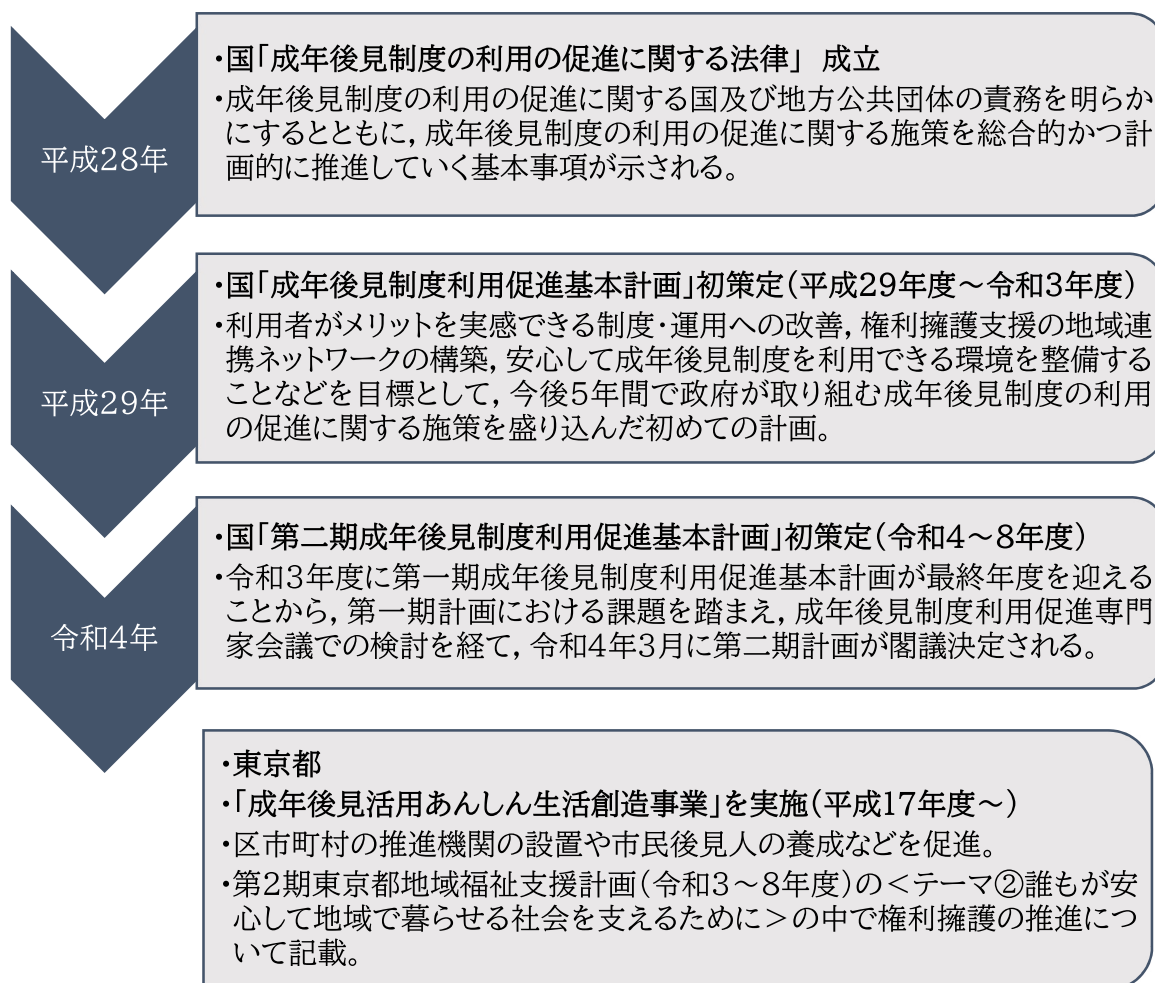 平成28年
・国「成年後見制度の利用の促進に関する法律」 成立
・成年後見制度の利用の促進に関する国及び地方公共団体の責務を明らか
にするとともに，成年後見制度の利用の促進に関する施策を総合的かつ計
画的に推進していく基本事項が示される。
平成29年
・国「成年後見制度利用促進基本計画」初策定（平成29年度～令和3年度）
・利用者がメリットを実感できる制度・運用への改善，権利擁護支援の地域連
携ネットワークの構築，安心して成年後見制度を利用できる環境を整備する
ことなどを目標として，今後5年間で政府が取り組む成年後見制度の利用
の促進に関する施策を盛り込んだ初めての計画。
令和4年
・国「第二期成年後見制度利用促進基本計画」初策定（令和4～8年度）
・令和3年度に第一期成年後見制度利用促進基本計画が最終年度を迎える
ことから，第一期計画における課題を踏まえ，成年後見制度利用促進専門
家会議での検討を経て，令和4年3月に第二期計画が閣議決定される。
・東京都
・「成年後見活用あんしん生活創造事業」を実施（平成17年度～）
・区市町村の推進機関の設置や市民後見人の養成などを促進。
・第2期東京都地域福祉支援計画（令和3～8年度）の＜テーマ②誰もが安
心して地域で暮らせる社会を支えるために＞の中で権利擁護の推進につ
いて記載。